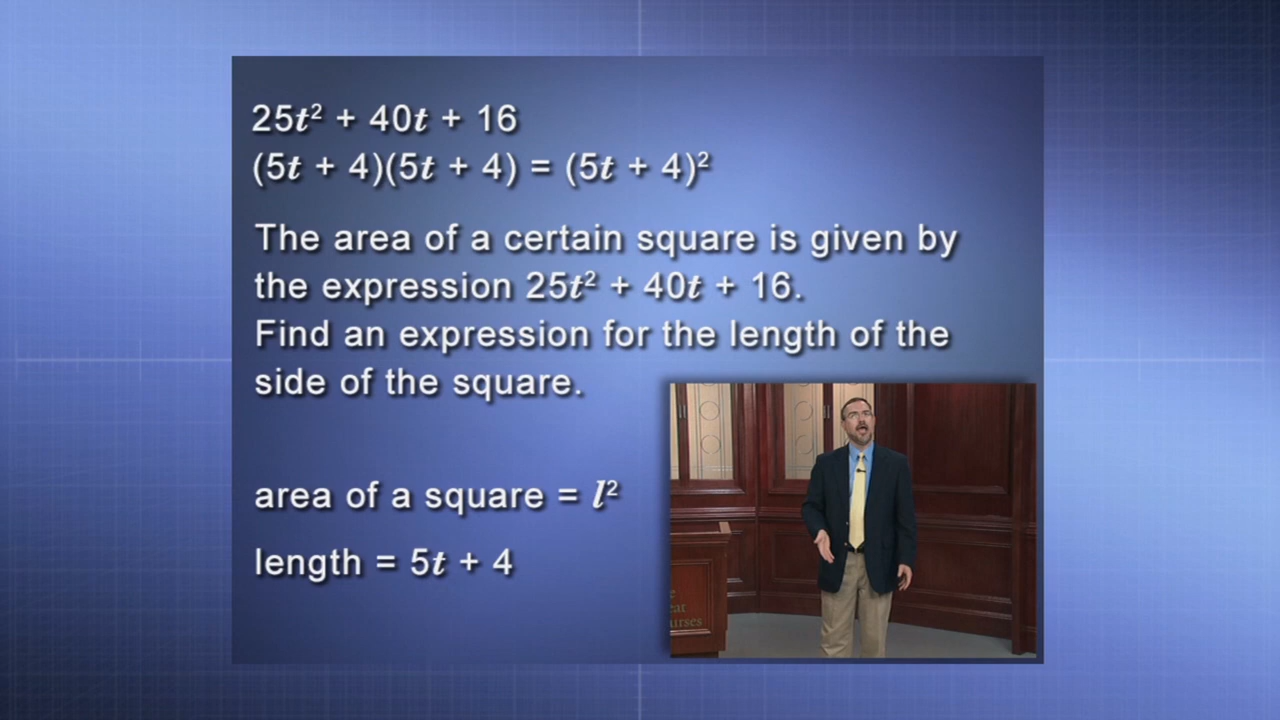 25t² + 40t + 16
(5t + 4)(5t + 4) = (5t + 4)²
The area of a certain square is given by
the expression 25t² + 40t + 16.
Find an expression for the length of the
side of the square.
area of a square = l²
length = 5t + 4